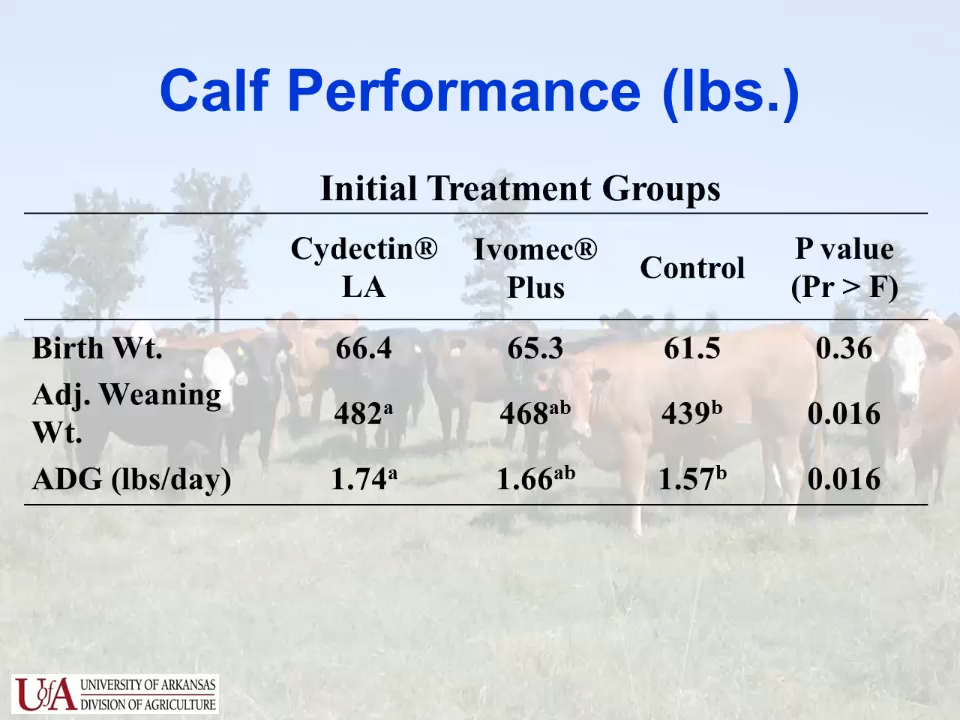 Calf Performance (lbs.)
Initial Treatment Groups
Cydectin® LA Ivomec® Plus Control P value (Pr > F)
Birth Wt. 66.4 65.3 61.5 0.36
Adj. Weaning Wt. 482ᵃ 468ᵃᵇ 439ᵇ 0.016
ADG (lbs/day) 1.74ᵃ 1.66ᵃᵇ 1.57ᵇ 0.016
UofA UNIVERSITY OF ARKANSAS
DIVISION OF AGRICULTURE